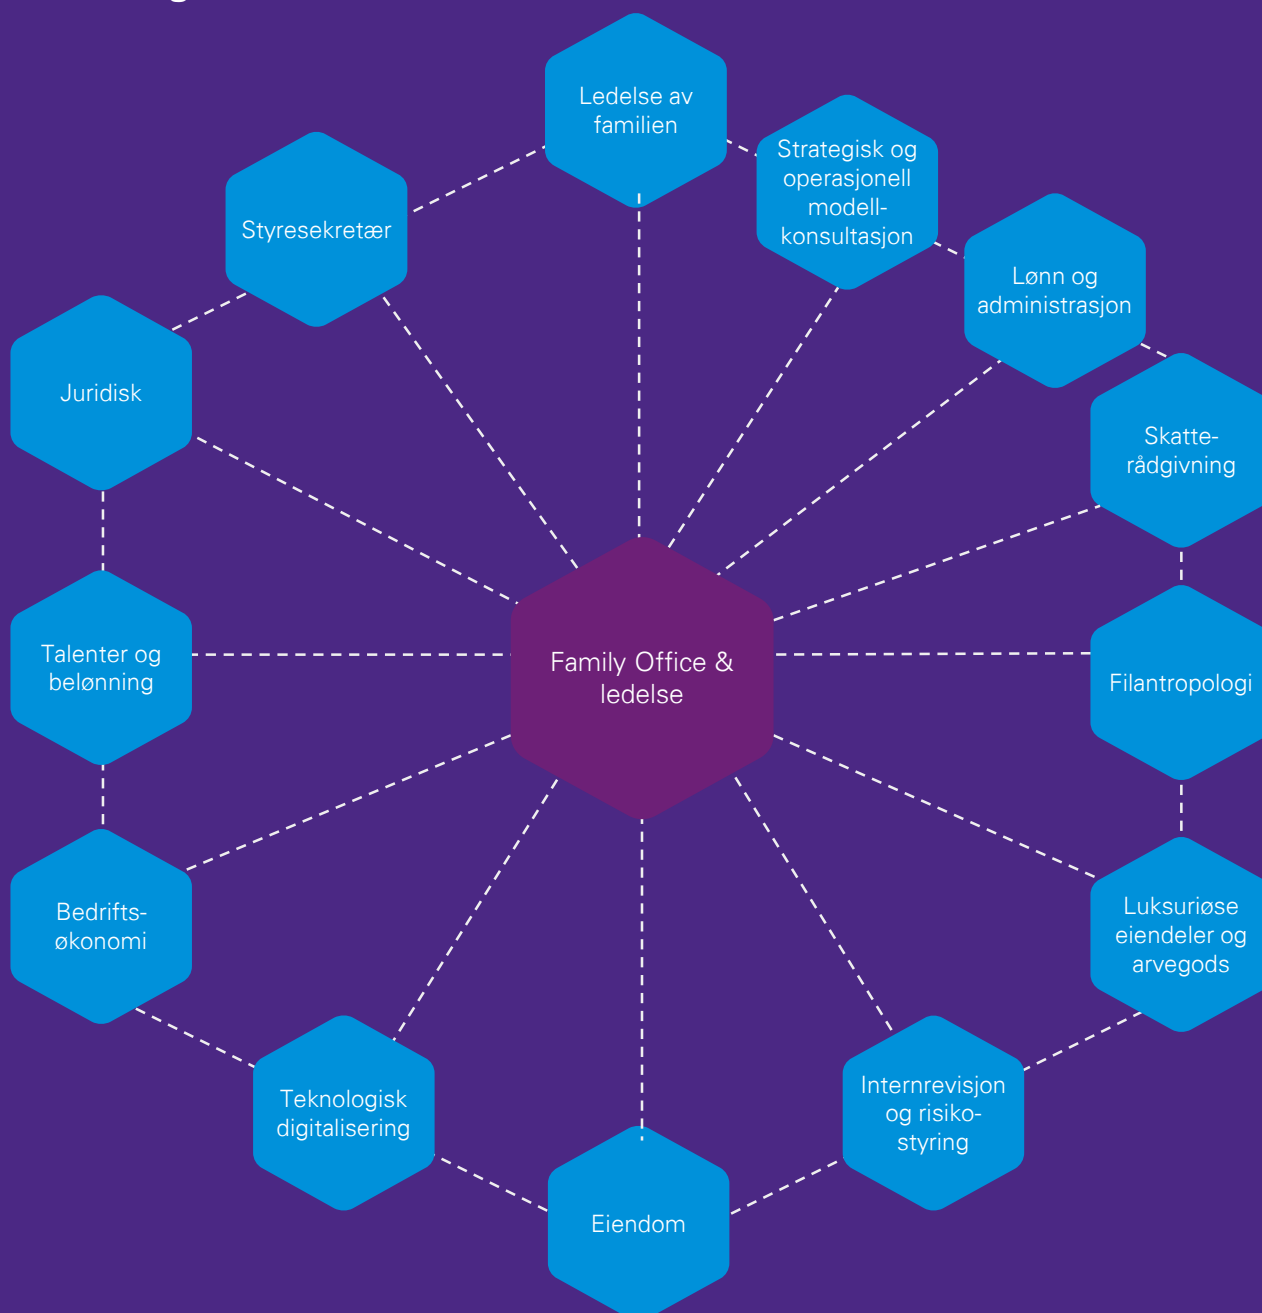 Ledelse av
familien
Strategisk og
operasjonell
modell-
konsultasjon
Styresekretær
Lønn og
administrasjon
Juridisk
Skatte-
rådgivning
Talenter og
belønning
Family Office &
ledelse
Filantropologi
Bedrifts-
økonomi
Luksuriøse
eiendeler og
arvegods
Teknologisk
digitalisering
Internrevisjon
og risiko-
styring
Eiendom